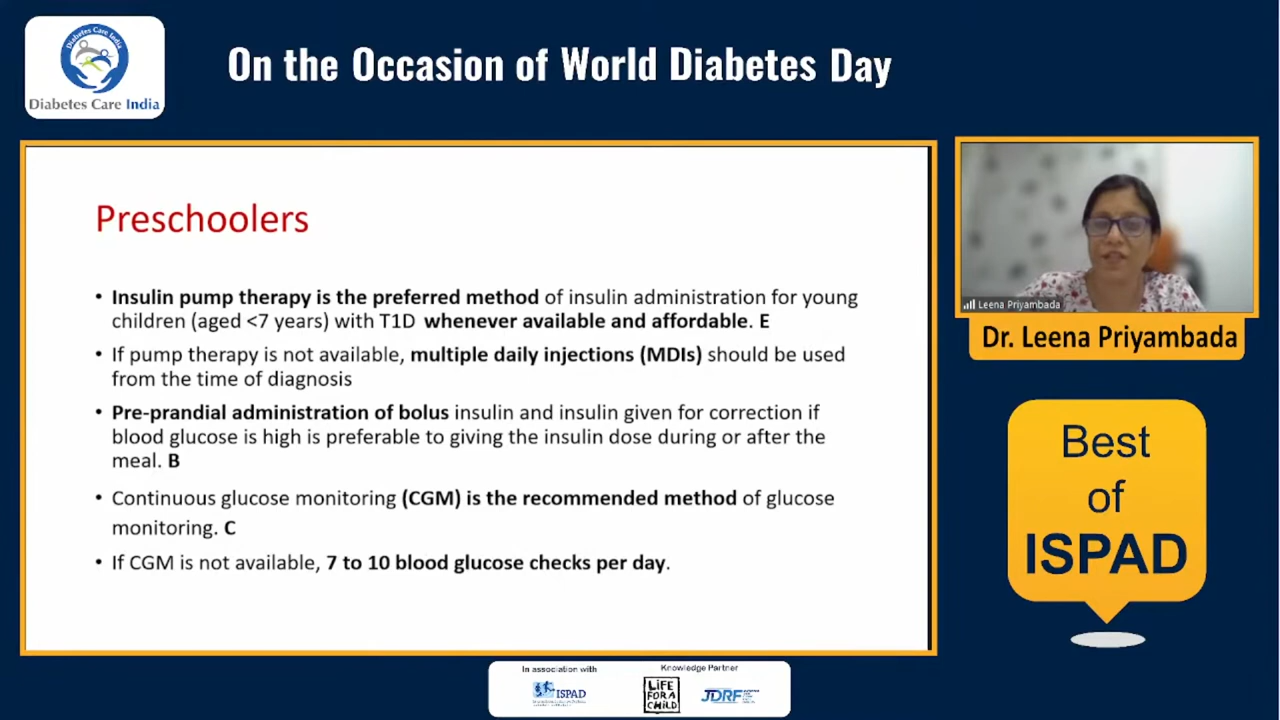 Diabetes Care India
Diabetes Care India
On the Occasion of World Diabetes Day
Preschoolers
• Insulin pump therapy is the preferred method of insulin administration for young
children (aged <7 years) with T1D whenever available and affordable. E
• If pump therapy is not available, multiple daily injections (MDIs) should be used
from the time of diagnosis
• Pre-prandial administration of bolus insulin and insulin given for correction if
blood glucose is high is preferable to giving the insulin dose during or after the
meal. B
• Continuous glucose monitoring (CGM) is the recommended method of glucose
monitoring. C
• If CGM is not available, 7 to 10 blood glucose checks per day.
Leena Priyambada
Dr. Leena Priyambada
Best
of
ISPAD
In association with
ISPAD
Knowledge Partner
LiFE
FOR A
CHiLD
JDRF